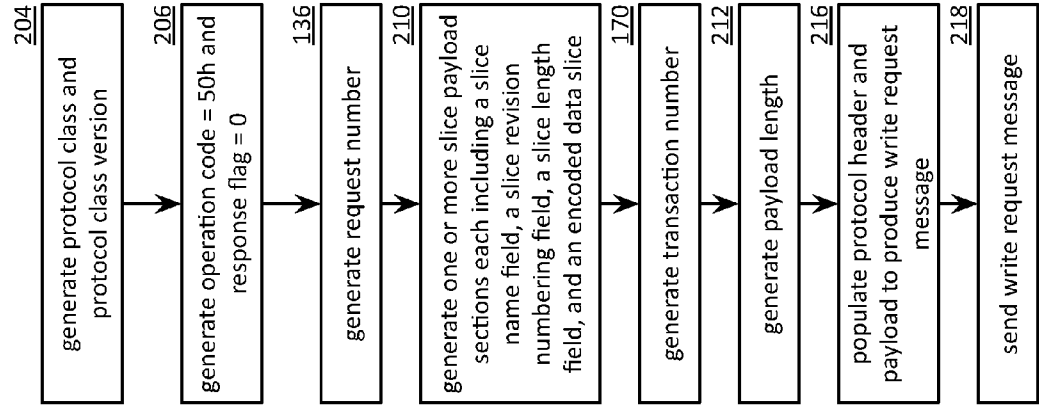 204
generate protocol class and
protocol class version
206
generate operation code = 50h and
response flag = 0
136
generate request number
210
generate one or more slice payload
sections each including a slice
name field, a slice revision
numbering field, a slice length
field, and an encoded data slice
170
generate transaction number
212
generate payload length
216
populate protocol header and
payload to produce write request
message
218
send write request message